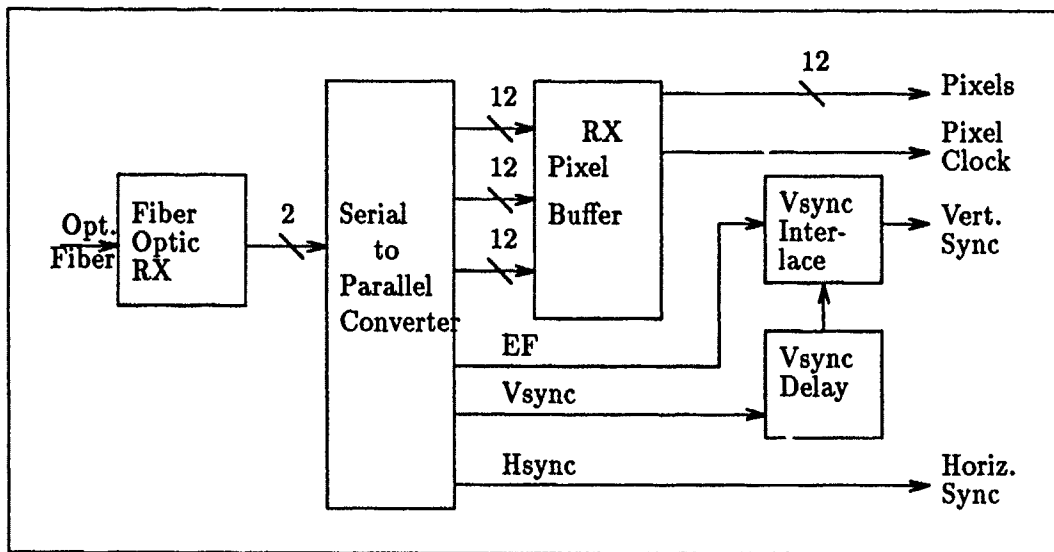 Opt.
Fiber
Fiber
Optic
RX
2
Serial
to
Parallel
Converter
12
12
12
RX
Pixel
Buffer
12
Pixels
Pixel
Clock
EF
Vsync
Inter-
lace
Vert.
Sync
Vsync
Vsync
Delay
Hsync
Horiz.
Sync